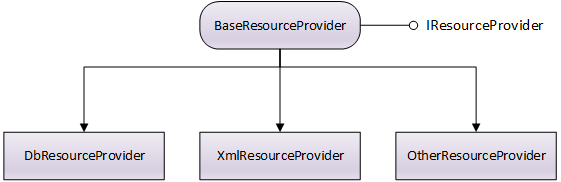 BaseResourceProvider
IResourceProvider
DbResourceProvider
XmlResourceProvider
OtherResourceProvider